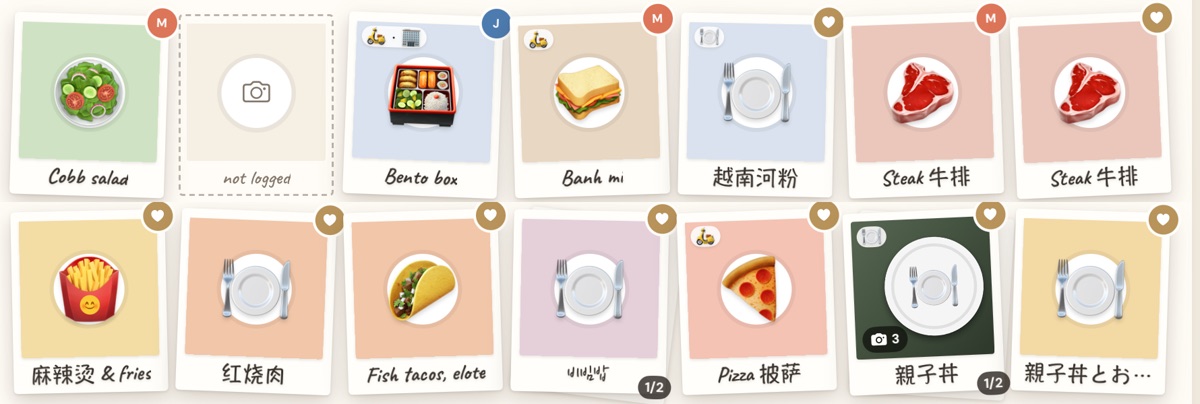 M
J
M
M
Cobb salad
not logged
Bento box
Banh mi
越南河粉
Steak 牛排
Steak 牛排
麻辣烫 & fries
红烧肉
Fish tacos, elote
비빔밥
1/2
Pizza 披萨
3
親子丼
1/2
親子丼とお…